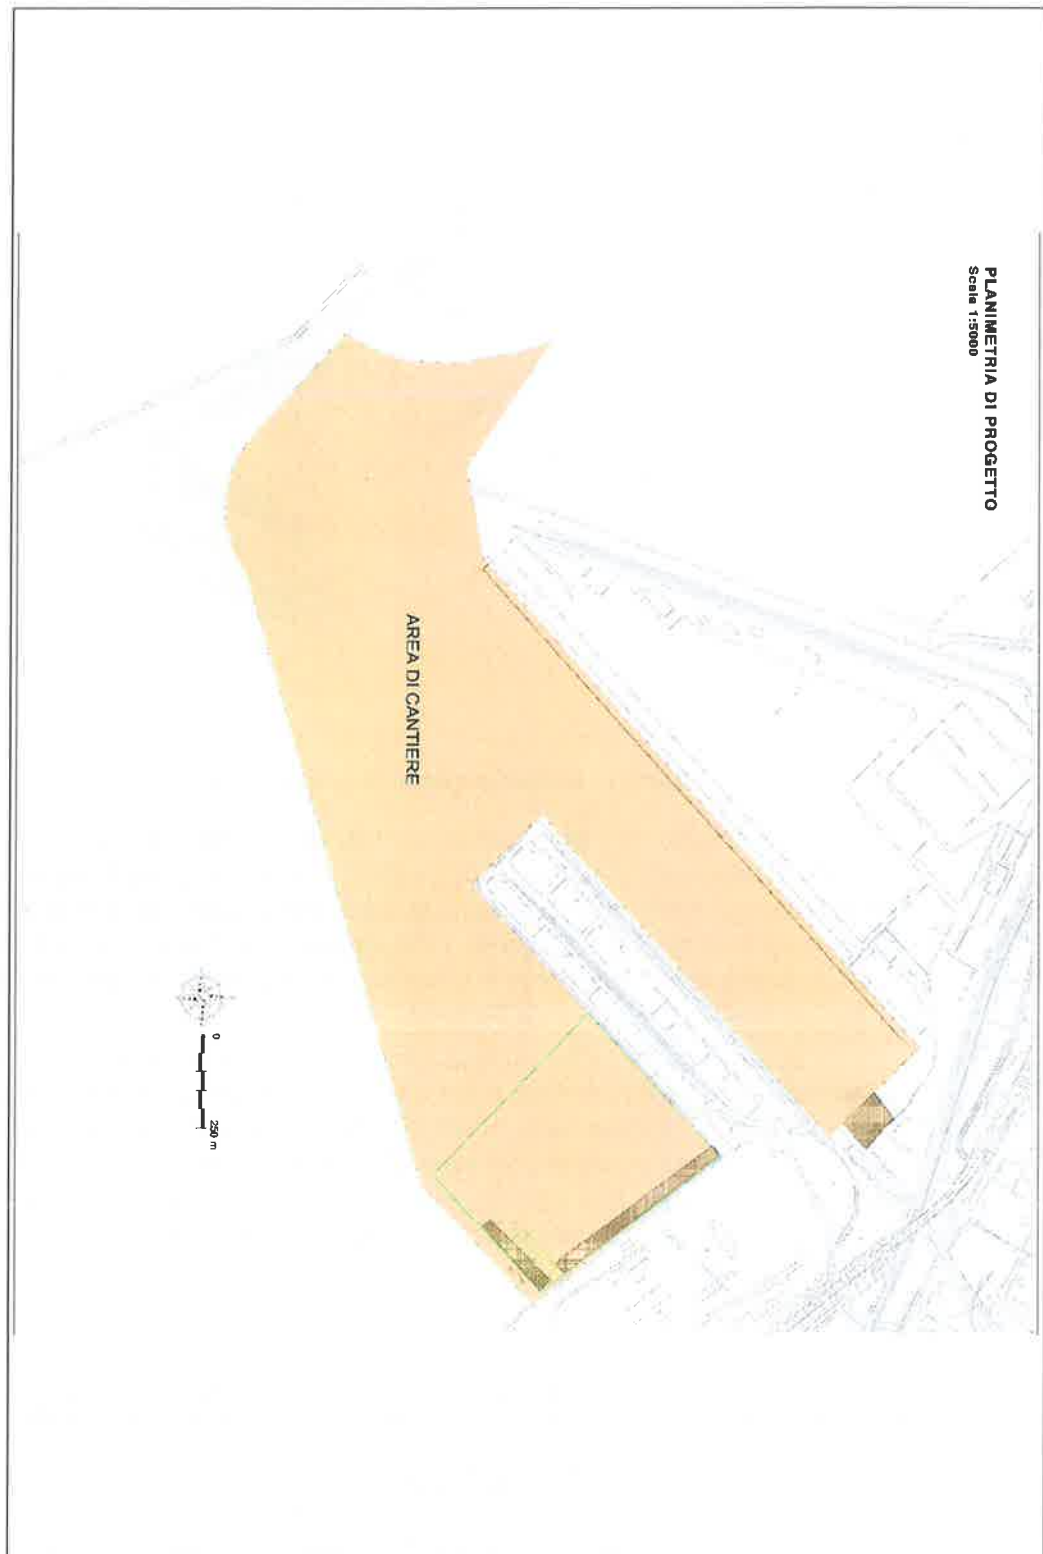 PLANIMETRIA DI PROGETTO
Scala 1:5000
AREA DI CANTIERE
0
250 m